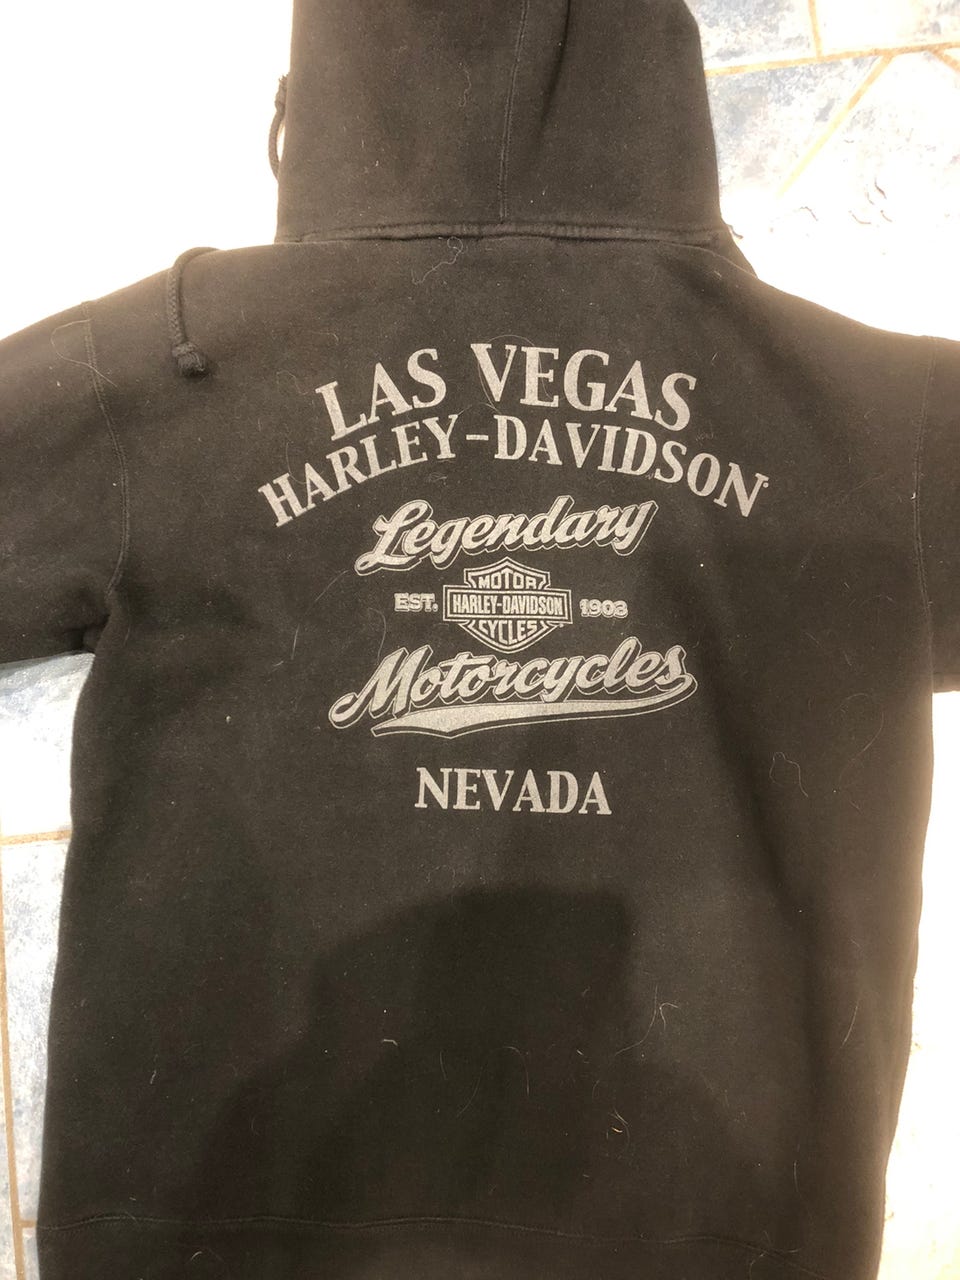 LAS VEGAS
HARLEY-DAVIDSON
Legendary
MOTOR
EST. HARLEY-DAVIDSON 1903
CYCLES
Motorcycles
NEVADA